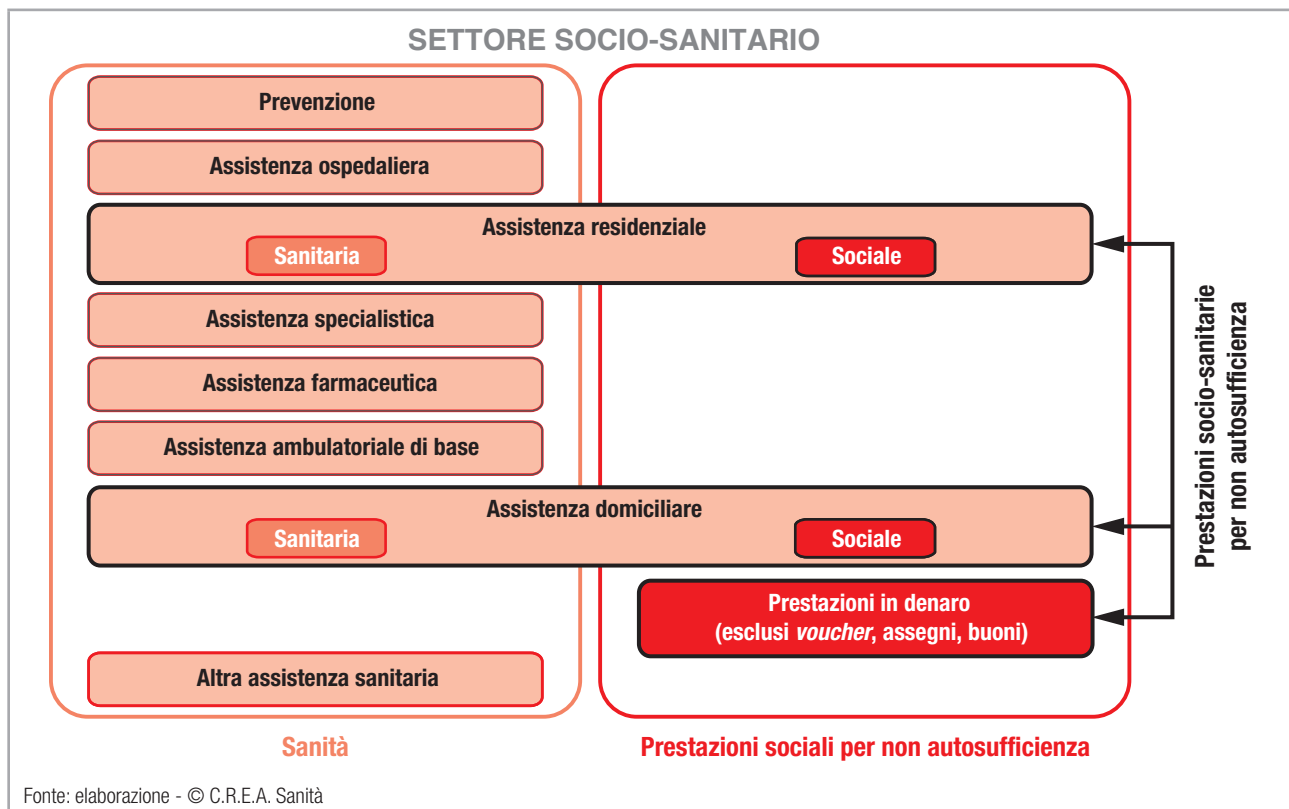 SETTORE SOCIO-SANITARIO
Prevenzione
Assistenza ospedaliera
Assistenza residenziale
Sanitaria
Sociale
Assistenza specialistica
Assistenza farmaceutica
Assistenza ambulatoriale di base
Assistenza domiciliare
Sanitaria
Sociale
Prestazioni in denaro
(esclusi voucher, assegni, buoni)
Altra assistenza sanitaria
Sanità
Prestazioni sociali per non autosufficienza
Prestazioni socio-sanitarie
per non autosufficienza
Fonte: elaborazione - © C.R.E.A. Sanità